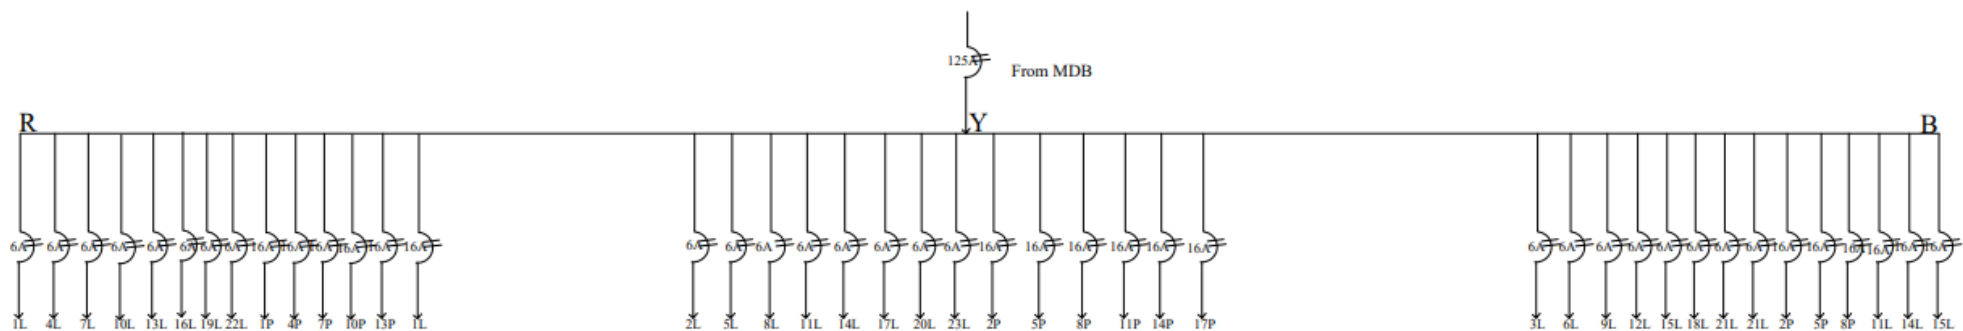 125A
From MDB
R Y B
6A 6A 6A 6A 6A 6A 6A 6A 16A 16A 16A 16A 16A 16A 6A 6A 6A 6A 6A 6A 6A 6A 16A 16A 16A 16A 16A 16A 6A 6A 6A 6A 6A 6A 6A 6A 16A 16A 16A 16A 16A 16A
1L 4L 7L 10L 13L 16L 19L 22L 1P 4P 7P 10P 13P 1L 2L 5L 8L 11L 14L 17L 20L 23L 2P 5P 8P 11P 14P 17P 3L 6L 9L 12L 15L 18L 21L 21L 2P 5P 8P 11L 14L 15L